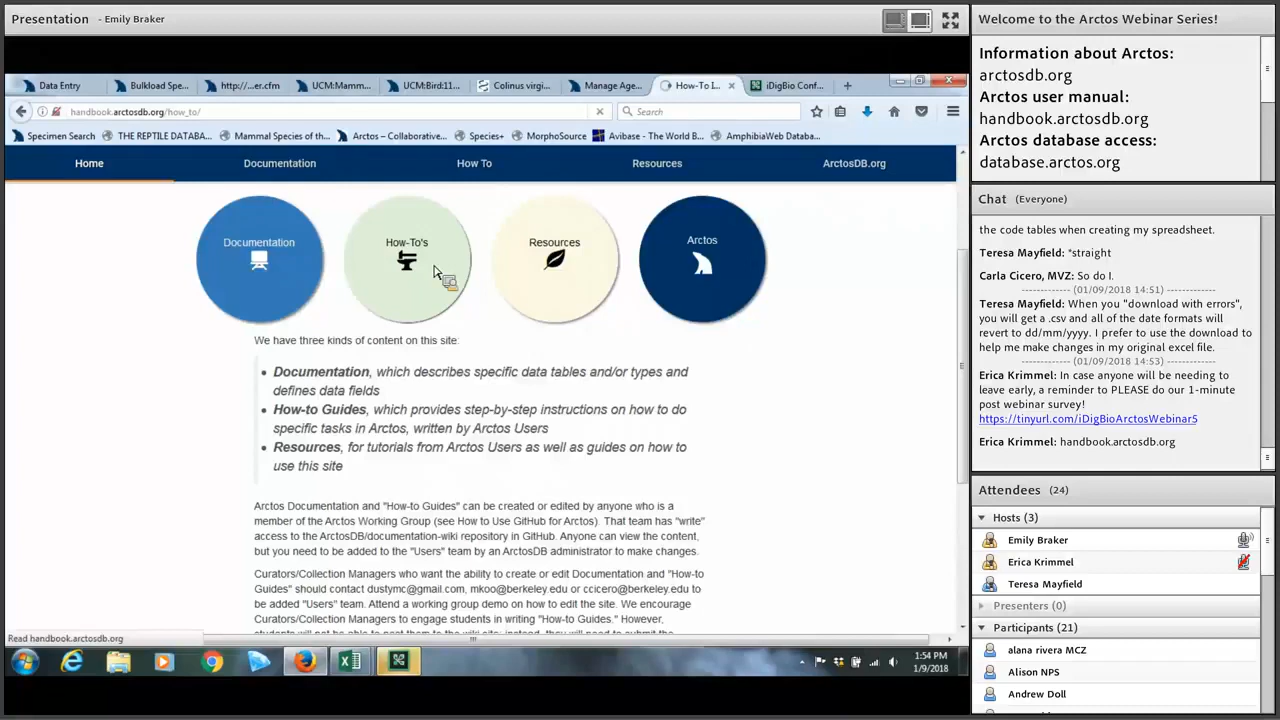 Presentation - Emily Braker
Data Entry
Bulkload Spe...
http://...er.cfm
UCM:Mamm...
UCM:Bird:11...
Colinus virgin...
Manage Age...
How-To I...
iDigBio Conf...
handbook.arctosdb.org/how_to/
Search
Specimen Search
THE REPTILE DATABA...
Mammal Species of th...
Arctos – Collaborative...
Species+
MorphoSource
Avibase - The World B...
AmphibiaWeb Databa...
Home
Documentation
How To
Resources
ArctosDB.org
Documentation
How-To's
Resources
Arctos
We have three kinds of content on this site:
• Documentation, which describes specific data tables and/or types and
defines data fields
• How-to Guides, which provides step-by-step instructions on how to do
specific tasks in Arctos, written by Arctos Users
• Resources, for tutorials from Arctos Users as well as guides on how to
use this site
Arctos Documentation and "How-to Guides" can be created or edited by anyone who is a
member of the Arctos Working Group (see How to Use GitHub for Arctos). That team has "write"
access to the ArctosDB/documentation-wiki repository in GitHub. Anyone can view the content,
but you need to be added to the "Users" team by an ArctosDB administrator to make changes.
Curators/Collection Managers who want the ability to create or edit Documentation and "How-to
Guides" should contact dustymc@gmail.com, mkoo@berkeley.edu or ccicero@berkeley.edu to
be added "Users" team. Attend a working group demo on how to edit the site. We encourage
Curators/Collection Managers to engage students in writing "How-to Guides." However,
Read handbook.arctosdb.org
1:54 PM
1/9/2018
Welcome to the Arctos Webinar Series!
Information about Arctos:
arctosdb.org
Arctos user manual:
handbook.arctosdb.org
Arctos database access:
database.arctos.org
Chat (Everyone)
the code tables when creating my spreadsheet.
Teresa Mayfield: *straight
Carla Cicero, MVZ: So do I.
------------- (01/09/2018 14:51) -------------
Teresa Mayfield: When you "download with errors",
you will get a .csv and all of the date formats will
revert to dd/mm/yyyy. I prefer to use the download to
help me make changes in my original excel file.
------------- (01/09/2018 14:53) -------------
Erica Krimmel: In case anyone will be needing to
leave early, a reminder to PLEASE do our 1-minute
post webinar survey!
https://tinyurl.com/iDigBioArctosWebinar5
Erica Krimmel: handbook.arctosdb.org
Attendees (24)
Hosts (3)
Emily Braker
Erica Krimmel
Teresa Mayfield
Presenters (0)
Participants (21)
alana rivera MCZ
Alison NPS
Andrew Doll